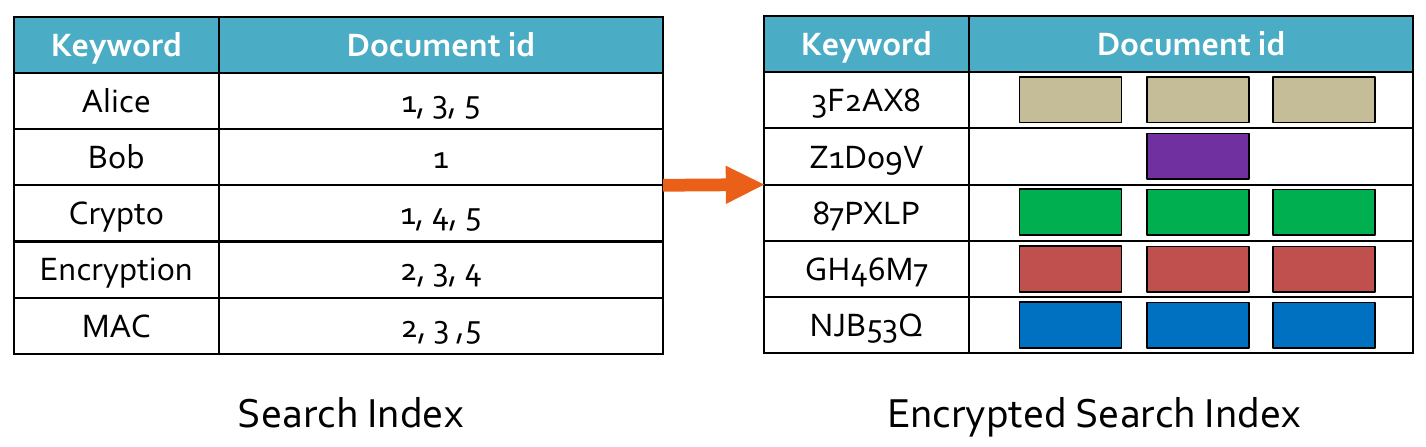 Keyword Document id
Alice 1, 3, 5
Bob 1
Crypto 1, 4, 5
Encryption 2, 3, 4
MAC 2, 3 ,5
Search Index
Keyword Document id
3F2AX8
Z1D09V
87PXLP
GH46M7
NJB53Q
Encrypted Search Index